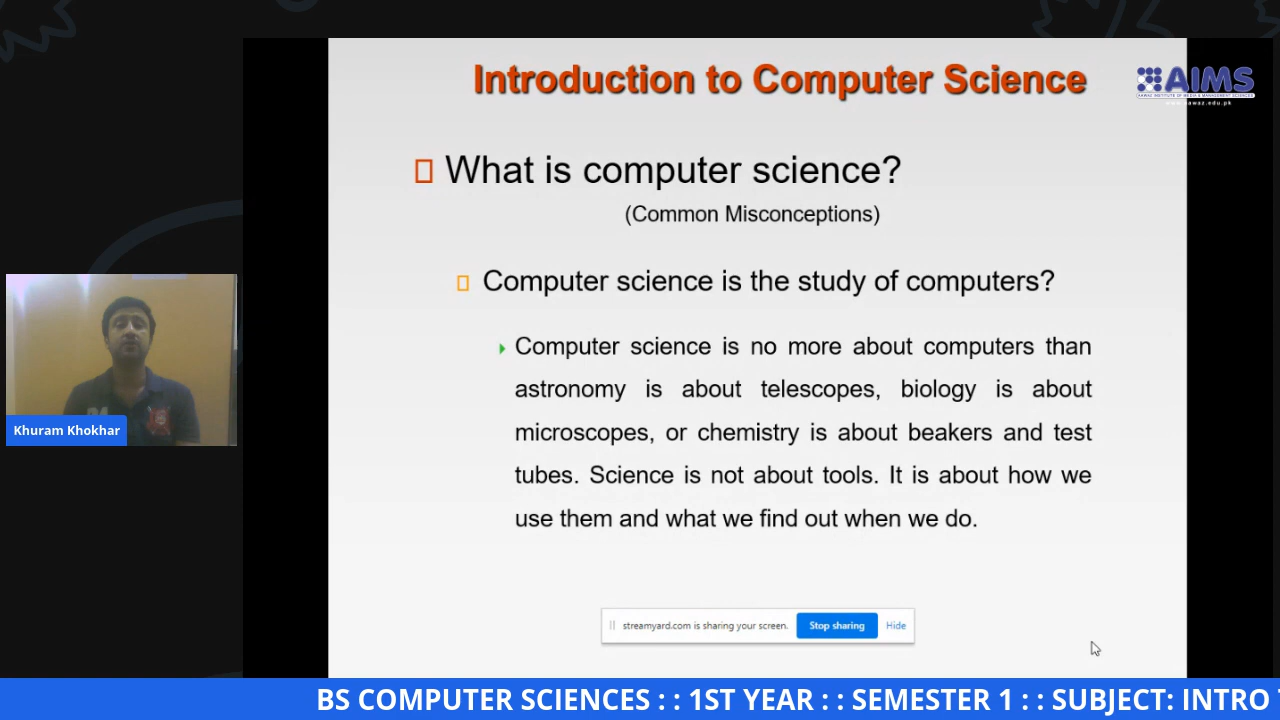 Introduction to Computer Science
AIMS
What is computer science?
(Common Misconceptions)
Computer science is the study of computers?
Computer science is no more about computers than
astronomy is about telescopes, biology is about
microscopes, or chemistry is about beakers and test
tubes. Science is not about tools. It is about how we
use them and what we find out when we do.
Khuram Khokhar
streamyard.com is sharing your screen. Stop sharing Hide
BS COMPUTER SCIENCES : : 1ST YEAR : : SEMESTER 1 : : SUBJECT: INTRO